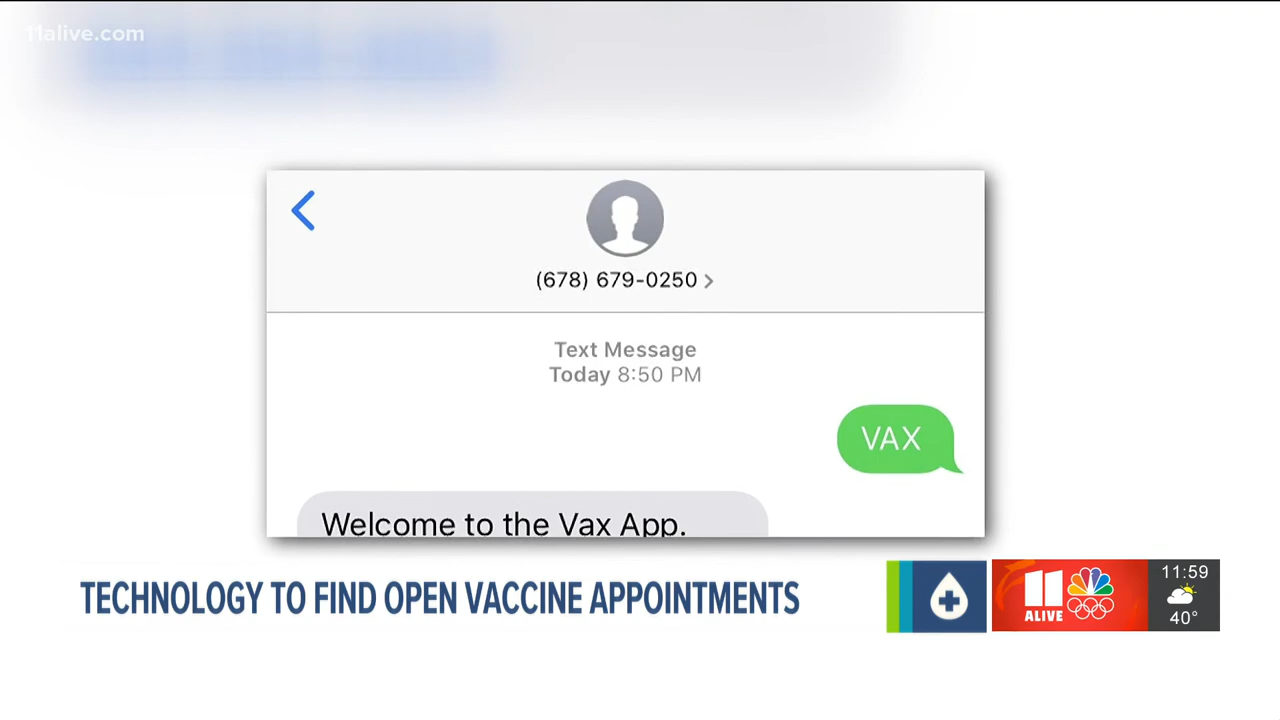 11alive.com
(678) 679-0250
Text Message
Today 8:50 PM
VAX
Welcome to the Vax App.
TECHNOLOGY TO FIND OPEN VACCINE APPOINTMENTS
11
ALIVE
11:59
40°